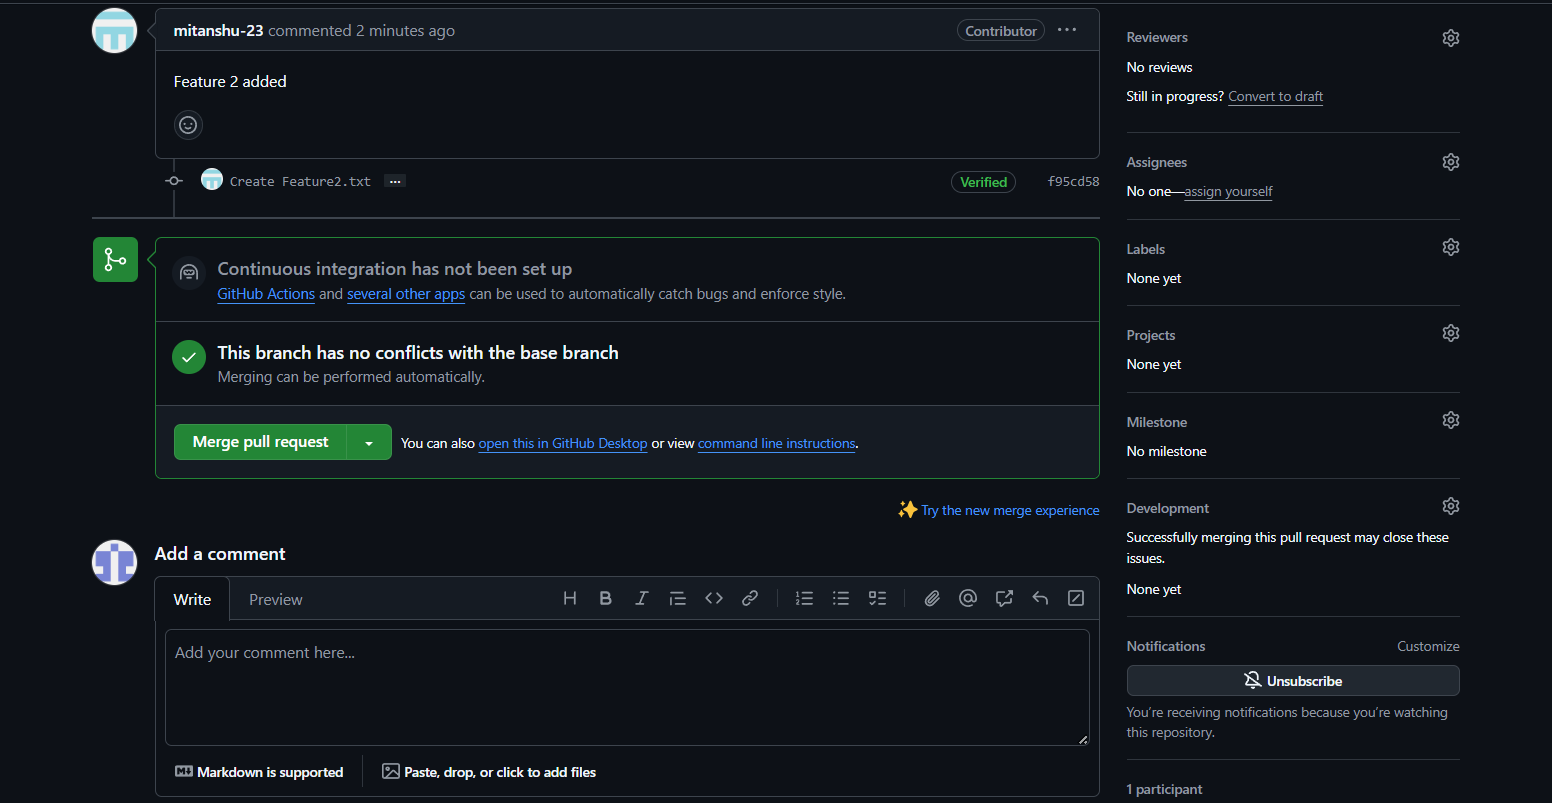 mitanshu-23 commented 2 minutes ago
Contributor
Feature 2 added
Create Feature2.txt
Verified
f95cd58
Continuous integration has not been set up
GitHub Actions and several other apps can be used to automatically catch bugs and enforce style.
This branch has no conflicts with the base branch
Merging can be performed automatically.
Merge pull request
You can also open this in GitHub Desktop or view command line instructions.
Try the new merge experience
Add a comment
Write
Preview
Add your comment here...
Markdown is supported
Paste, drop, or click to add files
Reviewers
No reviews
Still in progress? Convert to draft
Assignees
No one—assign yourself
Labels
None yet
Projects
None yet
Milestone
No milestone
Development
Successfully merging this pull request may close these
issues.
None yet
Notifications
Customize
Unsubscribe
You're receiving notifications because you're watching
this repository.
1 participant